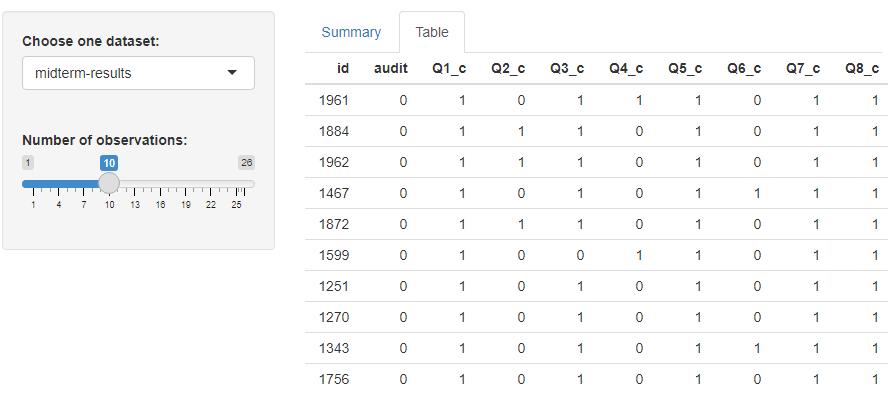 Choose one dataset:
midterm-results
Number of observations:
1 10 26
1 4 7 10 13 16 19 22 25
Summary Table
id audit Q1_c Q2_c Q3_c Q4_c Q5_c Q6_c Q7_c Q8_c
1961 0 1 0 1 1 1 0 1 1
1884 0 1 1 1 0 1 0 1 1
1962 0 1 1 1 0 1 0 1 1
1467 0 1 0 1 0 1 1 1 1
1872 0 1 1 1 0 1 0 1 1
1599 0 1 0 0 1 1 0 1 1
1251 0 1 0 1 0 1 0 1 1
1270 0 1 0 1 0 1 0 1 1
1343 0 1 0 1 0 1 1 1 1
1756 0 1 0 1 0 1 0 1 1